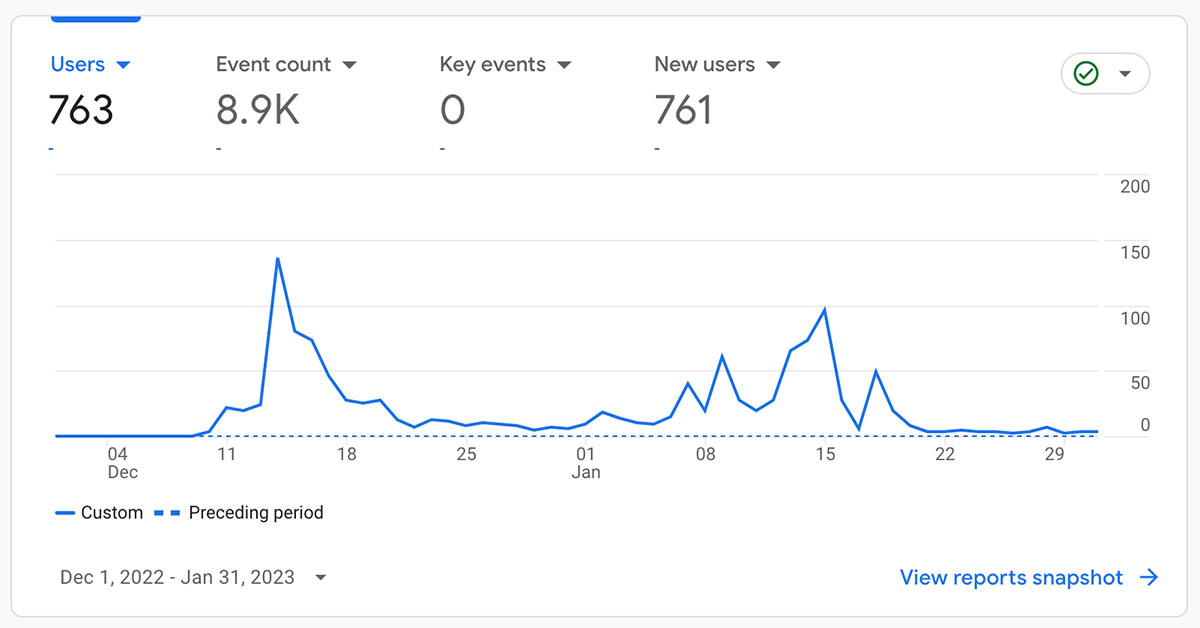 Users Event count Key events New users
763 8.9K 0 761
- - - -
200
150
100
50
0
04 11 18 25 01 08 15 22 29
Dec Jan
Custom Preceding period
Dec 1, 2022 - Jan 31, 2023 View reports snapshot